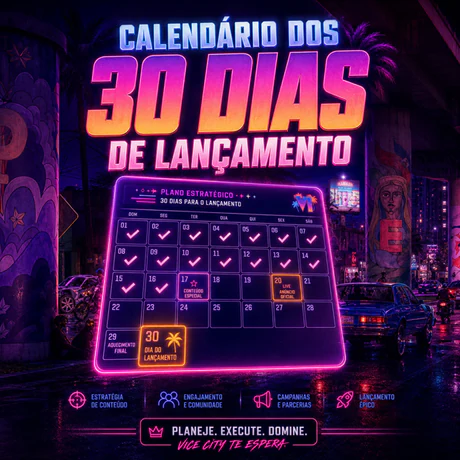 CALENDÁRIO DOS
30 DIAS
DE LANÇAMENTO
PLANO ESTRATÉGICO
30 DIAS PARA O LANÇAMENTO
DOM SEG TER QUA QUI SEX SÁB
01 02 03 04 05 06 07
08 09 10 11 12 13 14
15 16 17 18 19 20 21
CONTEÚDO ESPECIAL
LIVE ANÚNCIO OFICIAL
22 23 24 25 26 27 28
29 AQUECIMENTO FINAL
30 DIA DO LANÇAMENTO
ESTRATÉGIA DE CONTEÚDO
ENGAJAMENTO E COMUNIDADE
CAMPANHAS E PARCERIAS
LANÇAMENTO ÉPICO
PLANEJE. EXECUTE. DOMINE.
VICE CITY TE ESPERA.